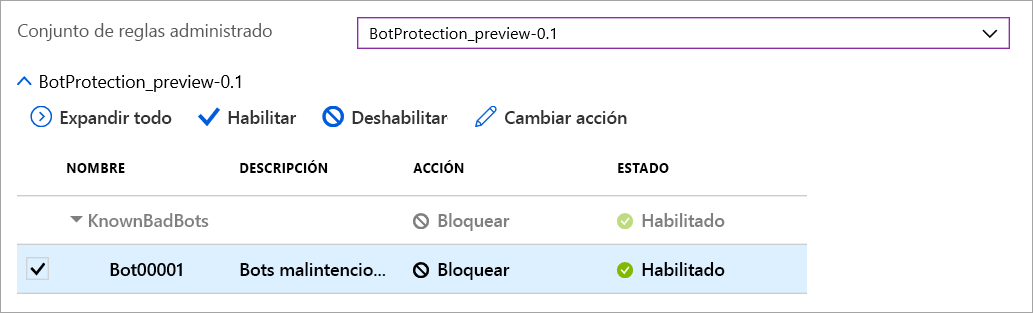 Conjunto de reglas administrado BotProtection_preview-0.1
BotProtection_preview-0.1
Expandir todo Habilitar Deshabilitar Cambiar acción
NOMBRE DESCRIPCIÓN ACCIÓN ESTADO
KnownBadBots Bloquear Habilitado
Bot00001 Bots malintencio... Bloquear Habilitado